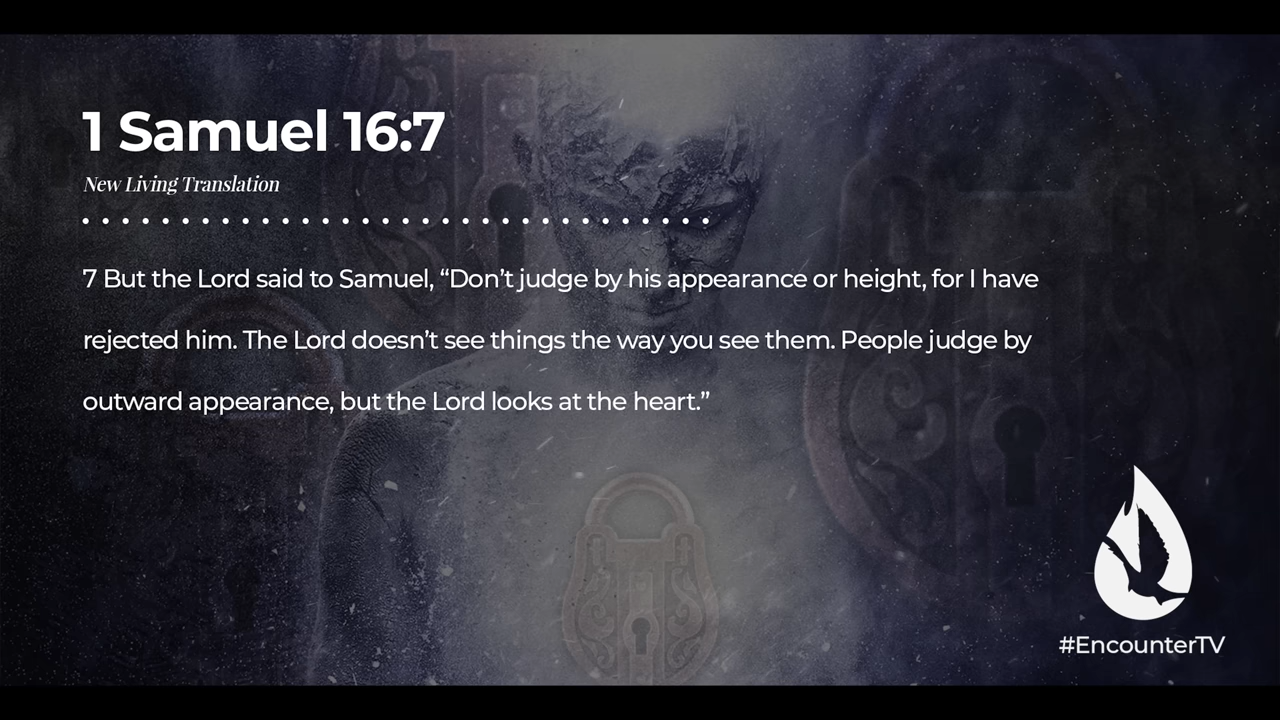 1 Samuel 16:7
New Living Translation
7 But the Lord said to Samuel, “Don’t judge by his appearance or height, for I have
rejected him. The Lord doesn’t see things the way you see them. People judge by
outward appearance, but the Lord looks at the heart.”
#EncounterTV